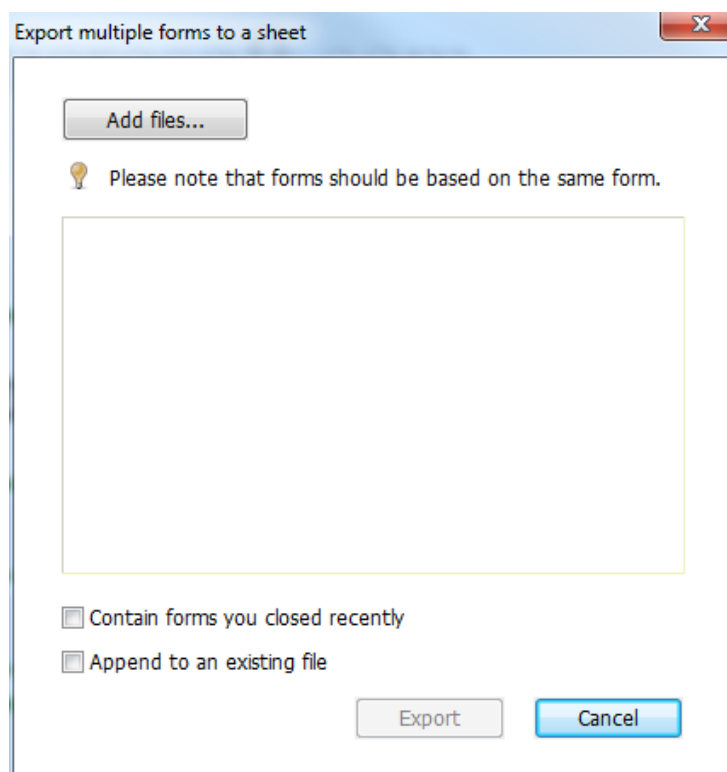 Export multiple forms to a sheet
Add files...
Please note that forms should be based on the same form.
Contain forms you closed recently
Append to an existing file
Export Cancel